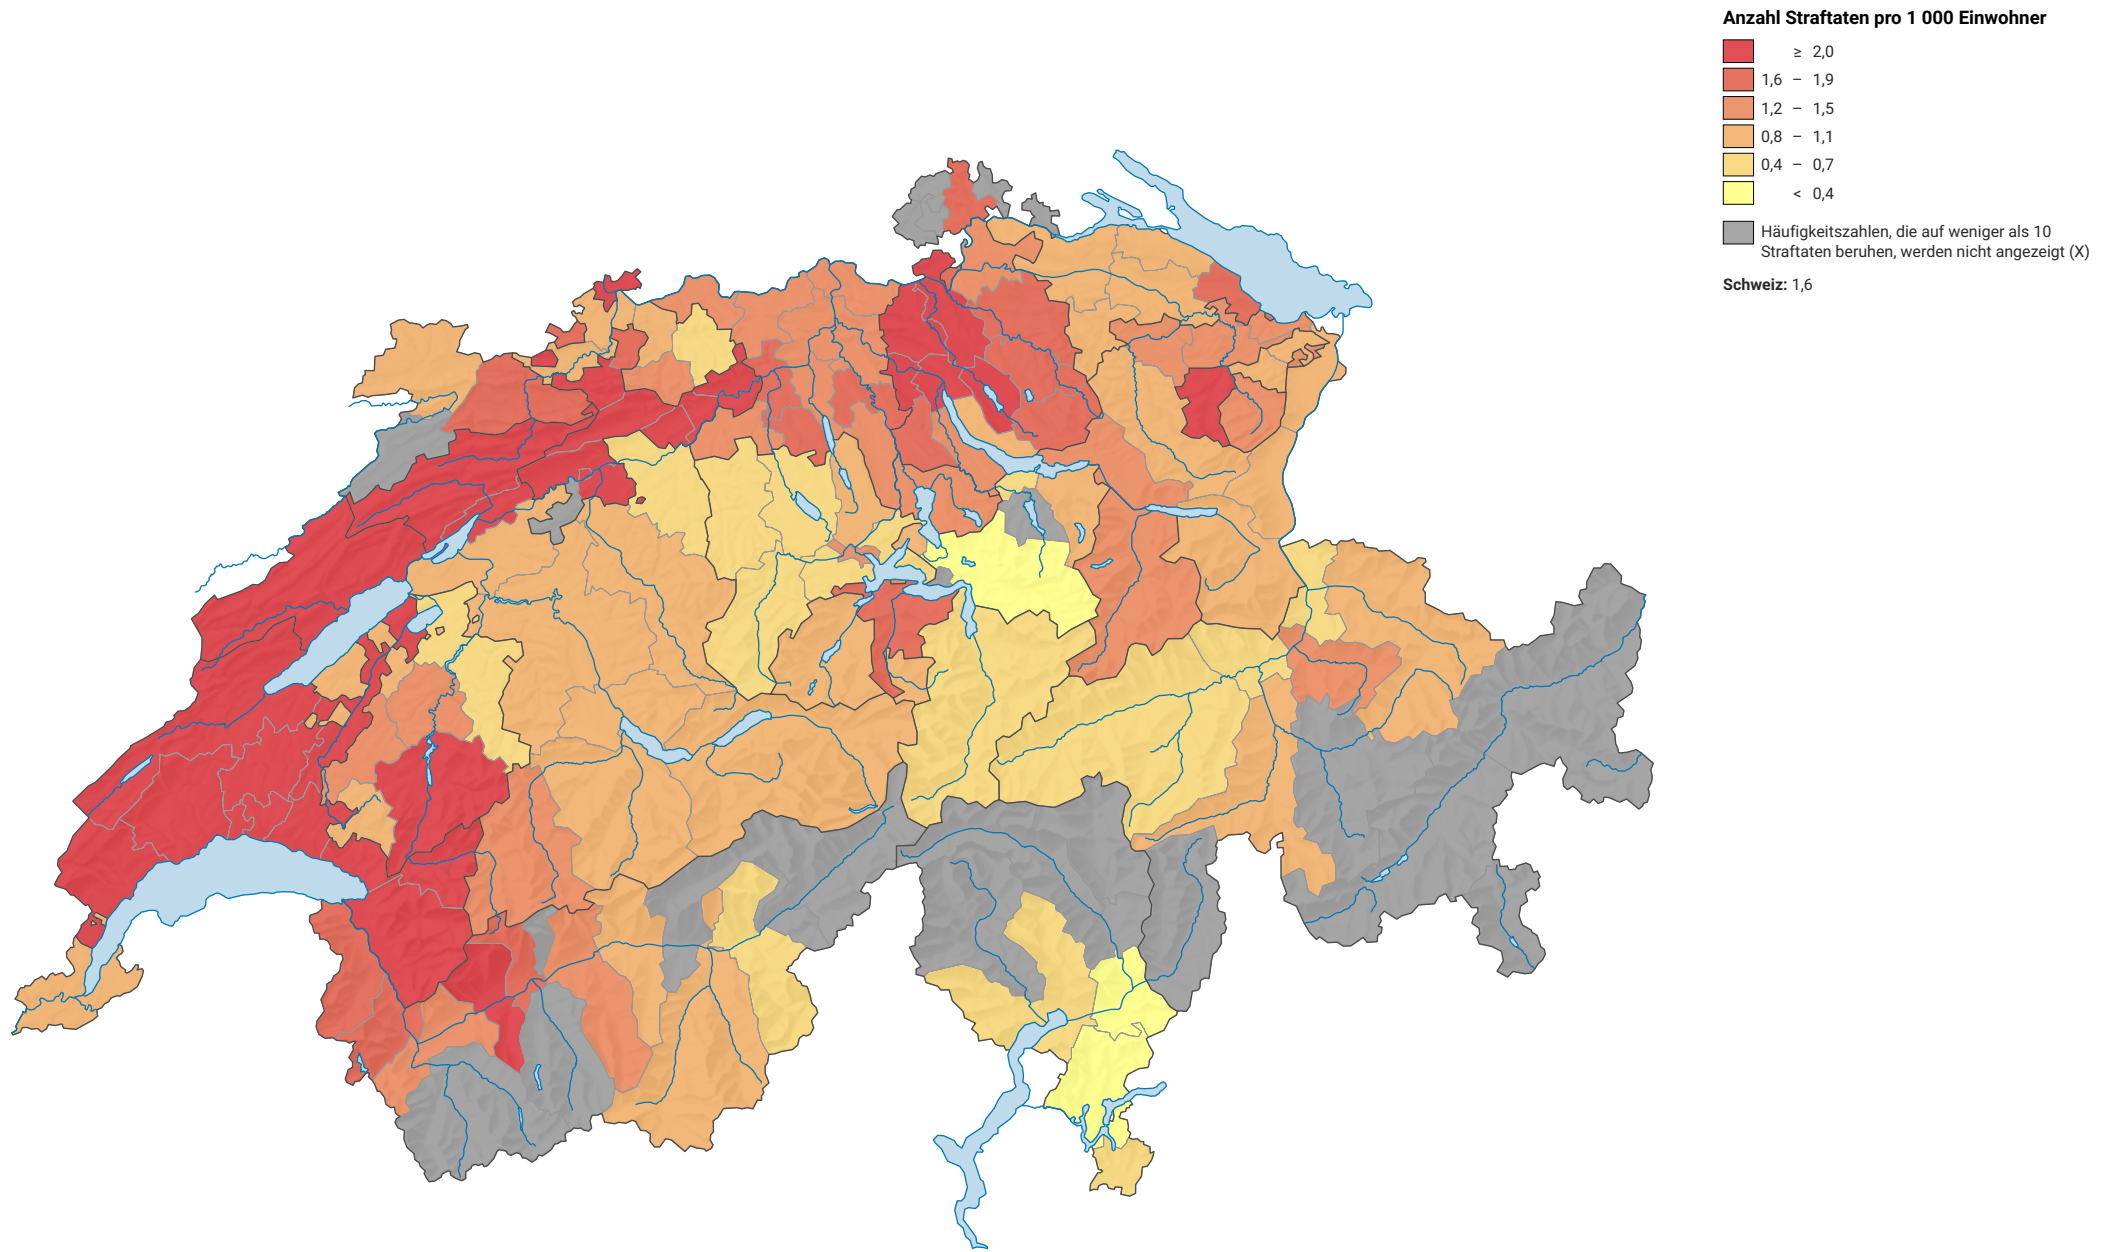 Anzahl Straftaten pro 1 000 Einwohner
≥ 2,0
1,6 – 1,9
1,2 – 1,5
0,8 – 1,1
0,4 – 0,7
< 0,4
Häufigkeitszahlen, die auf weniger als 10
Straftaten beruhen, werden nicht angezeigt (X)
Schweiz: 1,6